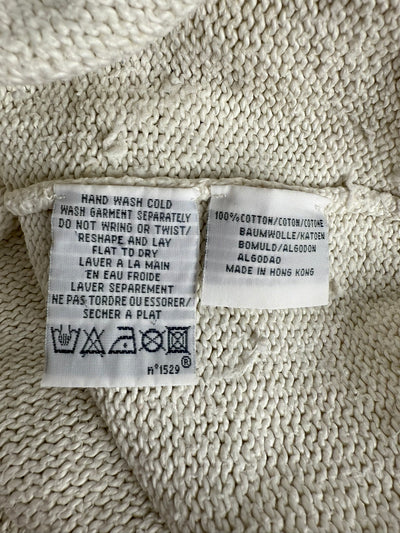 HAND WASH COLD
WASH GARMENT SEPARATELY
DO NOT WRING OR TWIST/
RESHAPE AND LAY
FLAT TO DRY
LAVER A LA MAIN
EN EAU FROIDE
LAVER SEPAREMENT
NE PAS TORDRE OU ESSORER/
SECHER A PLAT
®
n°1529
100% COTTON/COTON/COTONE
BAUMWOLLE/KATOEN
BOMULD/ALGODON
ALGODAO
MADE IN HONG KONG